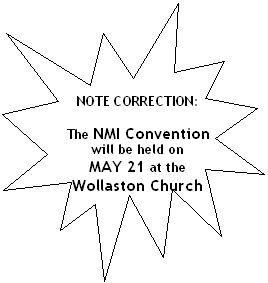 NOTE CORRECTION:
The NMI Convention
will be held on
MAY 21 at the
Wollaston Church